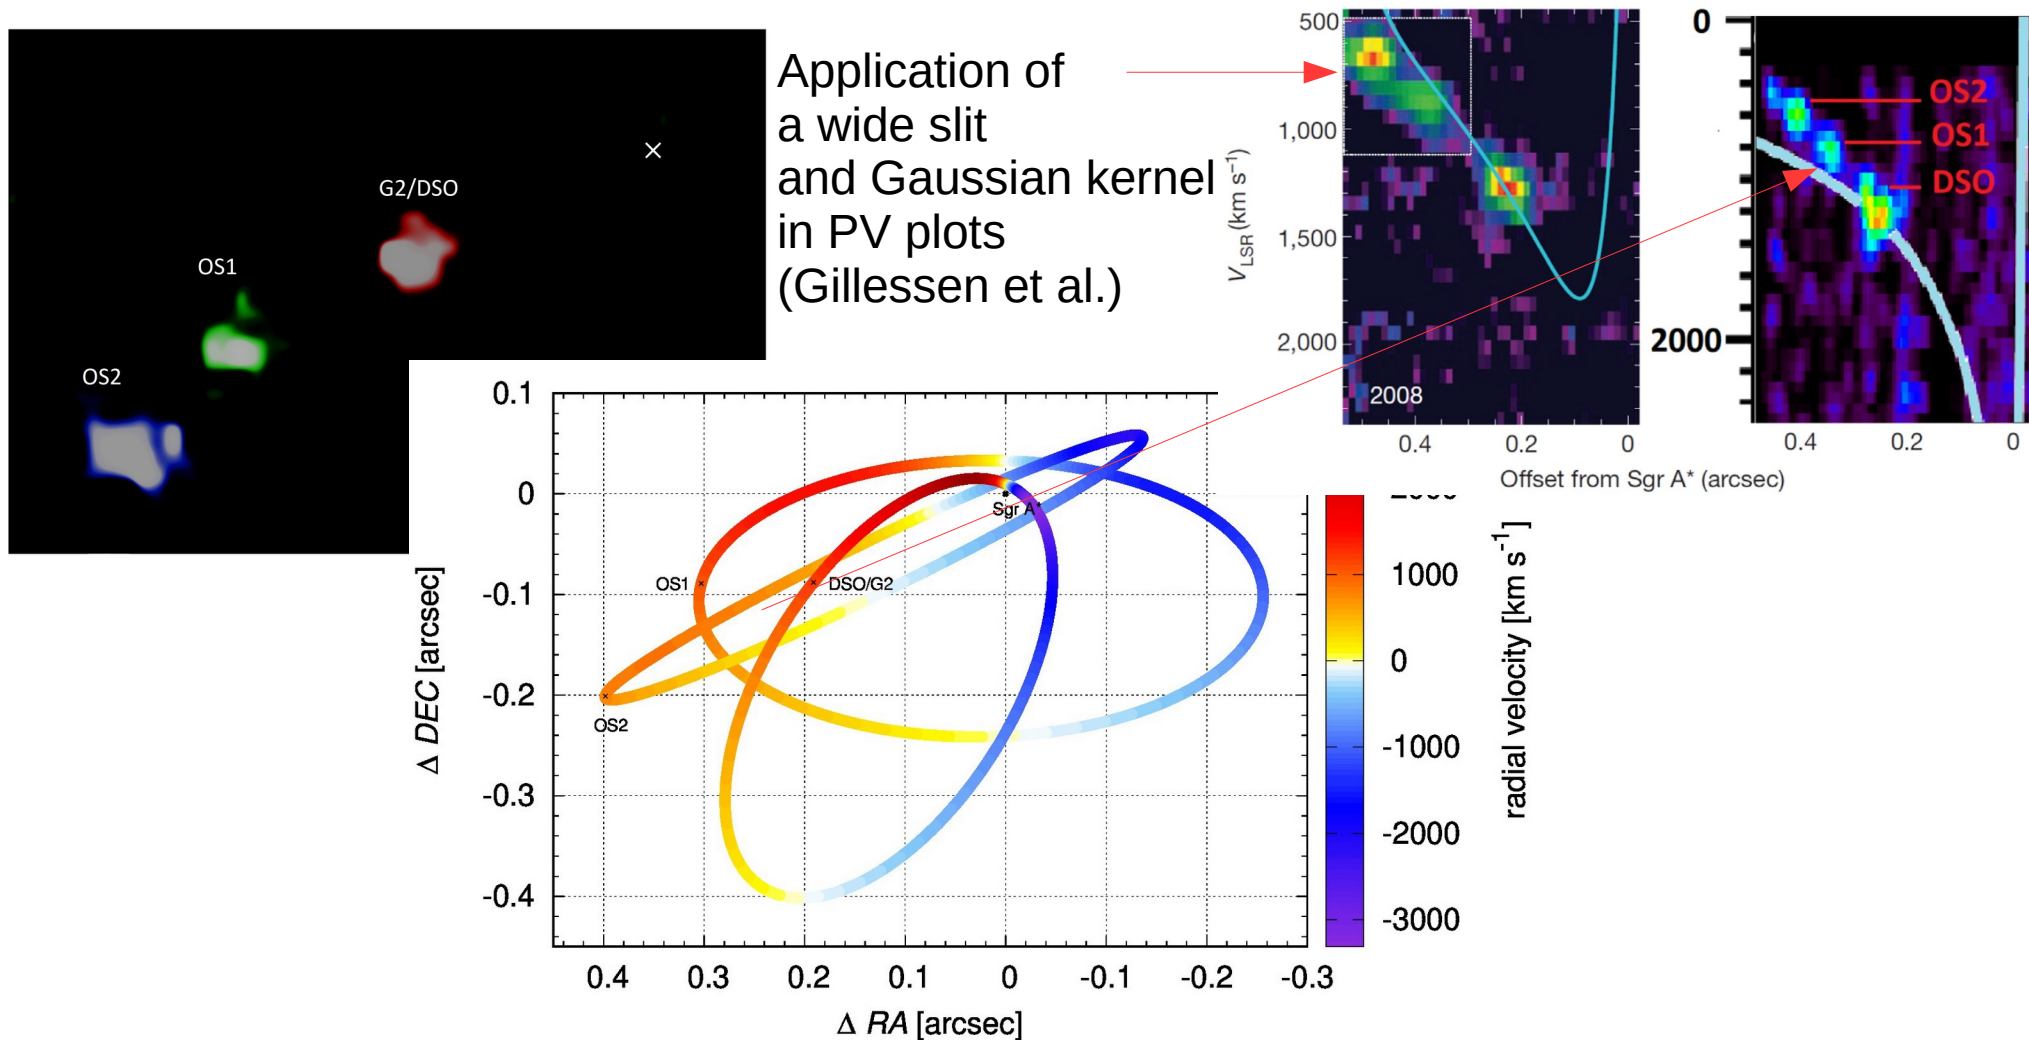 G2/DSO
OS1
OS2
Application of
a wide slit
and Gaussian kernel
in PV plots
(Gillessen et al.)
500
1,000
1,500
2,000
V_LSR (km s⁻¹)
2008
0.4
0.2
0
0
2000
OS2
OS1
DSO
0.4
0.2
0
Offset from Sgr A* (arcsec)
0.1
0
-0.1
-0.2
-0.3
-0.4
Δ DEC [arcsec]
Sgr A*
OS1
DSO/G2
OS2
0.4
0.3
0.2
0.1
0
-0.1
-0.2
-0.3
Δ RA [arcsec]
1000
0
-1000
-2000
-3000
radial velocity [km s⁻¹]